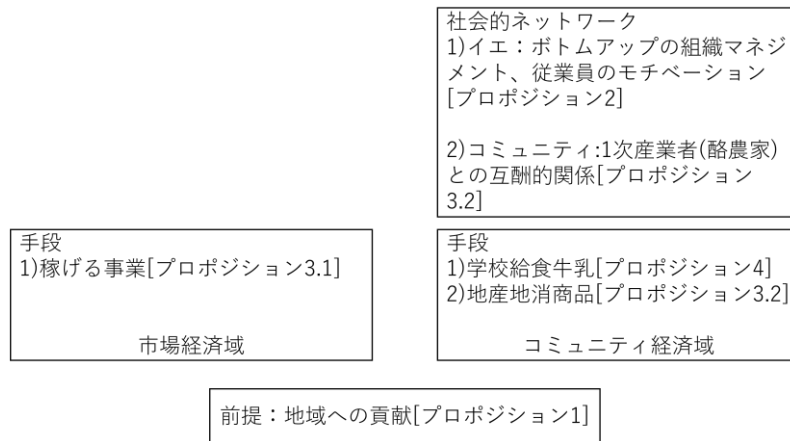 社会的ネットワーク
1)イエ：ボトムアップの組織マネジ
メント、従業員のモチベーション
[プロポジション2]
2)コミュニティ:1次産業者(酪農家)
との互酬的関係[プロポジション
3.2]
手段
1)稼げる事業[プロポジション3.1]
市場経済域
手段
1)学校給食牛乳[プロポジション4]
2)地産地消商品[プロポジション3.2]
コミュニティ経済域
前提：地域への貢献[プロポジション1]